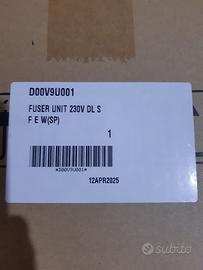 D00V9U001
FUSER UNIT 230V DL S
F E W(SP)
1
*D00V9U001*
12APR2025
subito